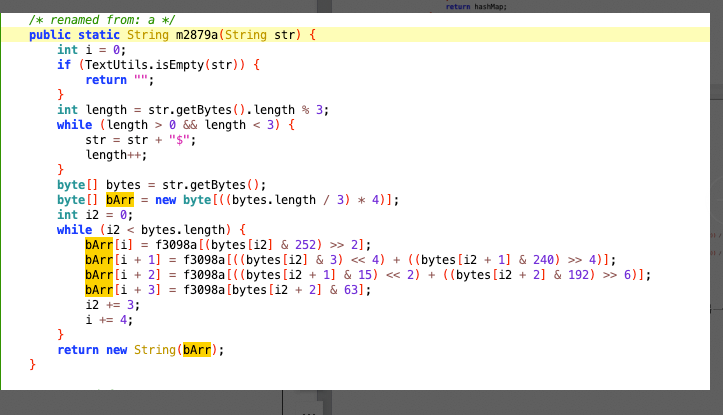 return hashMap;
/* renamed from: a */
public static String m2879a(String str) {
    int i = 0;
    if (TextUtils.isEmpty(str)) {
        return "";
    }
    int length = str.getBytes().length % 3;
    while (length > 0 && length < 3) {
        str = str + "$";
        length++;
    }
    byte[] bytes = str.getBytes();
    byte[] bArr = new byte[((bytes.length / 3) * 4)];
    int i2 = 0;
    while (i2 < bytes.length) {
        bArr[i] = f3098a[(bytes[i2] & 252) >> 2];
        bArr[i + 1] = f3098a[((bytes[i2] & 3) << 4) + ((bytes[i2 + 1] & 240) >> 4)];
        bArr[i + 2] = f3098a[((bytes[i2 + 1] & 15) << 2) + ((bytes[i2 + 2] & 192) >> 6)];
        bArr[i + 3] = f3098a[bytes[i2 + 2] & 63];
        i2 += 3;
        i += 4;
    }
    return new String(bArr);
}